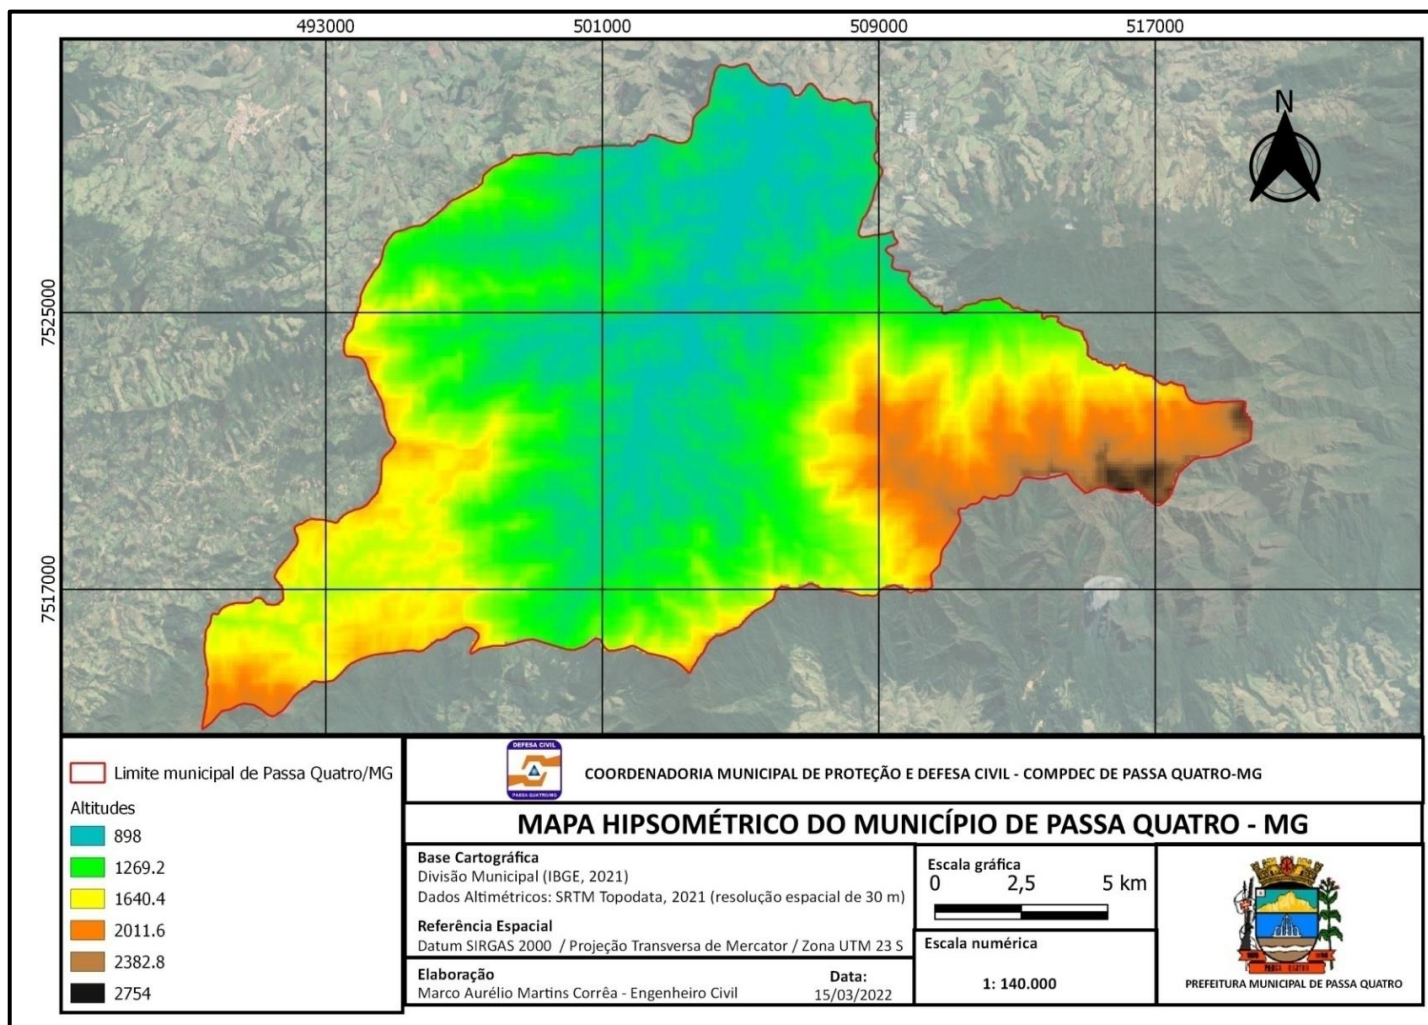 493000
501000
509000
517000
N
7525000
7517000
Limite municipal de Passa Quatro/MG
Altitudes
898
1269.2
1640.4
2011.6
2382.8
2754
DEFESA CIVIL
PASSA QUATRO/MG
COORDENADORIA MUNICIPAL DE PROTEÇÃO E DEFESA CIVIL - COMPDEC DE PASSA QUATRO-MG
MAPA HIPSOMÉTRICO DO MUNICÍPIO DE PASSA QUATRO - MG
Base Cartográfica
Divisão Municipal (IBGE, 2021)
Dados Altimétricos: SRTM Topodata, 2021 (resolução espacial de 30 m)
Referência Espacial
Datum SIRGAS 2000 / Projeção Transversa de Mercator / Zona UTM 23 S
Elaboração
Marco Aurélio Martins Corrêa - Engenheiro Civil
Data:
15/03/2022
Escala gráfica
0 2,5 5 km
Escala numérica
1: 140.000
PASSA QUATRO
PREFEITURA MUNICIPAL DE PASSA QUATRO